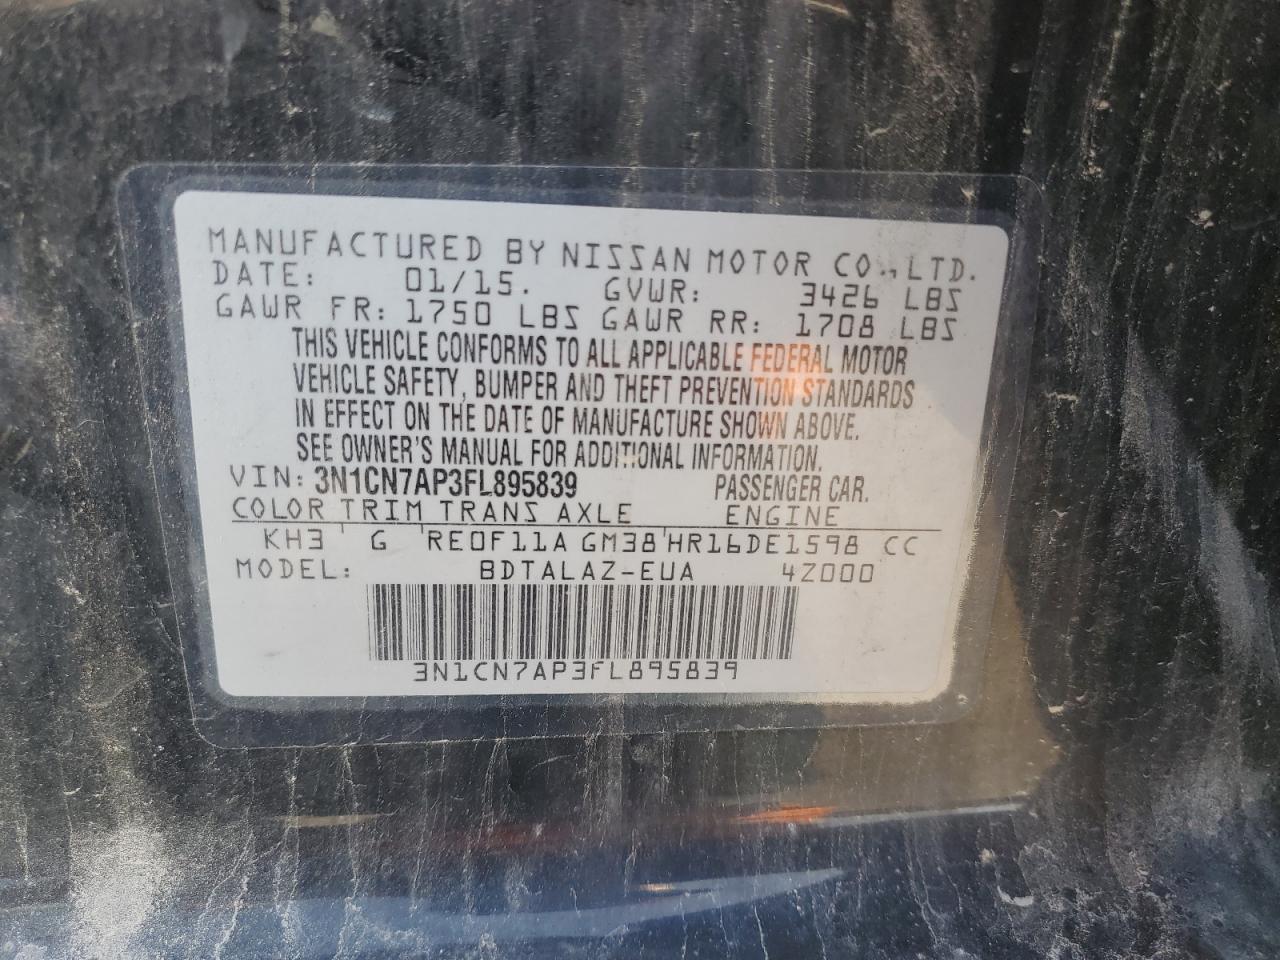 MANUFACTURED BY NISSAN MOTOR CO., LTD.
DATE: 01/15. GVWR: 3426 LBS
GAWR FR: 1750 LBS GAWR RR: 1708 LBS
THIS VEHICLE CONFORMS TO ALL APPLICABLE FEDERAL MOTOR
VEHICLE SAFETY, BUMPER AND THEFT PREVENTION STANDARDS
IN EFFECT ON THE DATE OF MANUFACTURE SHOWN ABOVE.
SEE OWNER'S MANUAL FOR ADDITIONAL INFORMATION.
VIN: 3N1CN7AP3FL895839 PASSENGER CAR.
COLOR TRIM TRANS AXLE ENGINE
KH3 G RE0F11A GM38 HR16DE1598 CC
MODEL: BDTALAZ-EUA 42000
3N1CN7AP3FL895839